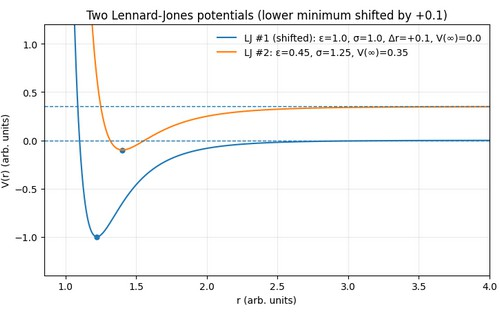 Two Lennard-Jones potentials (lower minimum shifted by +0.1)
LJ #1 (shifted): ε=1.0, σ=1.0, Δr=+0.1, V(∞)=0.0
LJ #2: ε=0.45, σ=1.25, V(∞)=0.35
V(r) (arb. units)
1.0
0.5
0.0
−0.5
−1.0
1.0 1.5 2.0 2.5 3.0 3.5 4.0
r (arb. units)